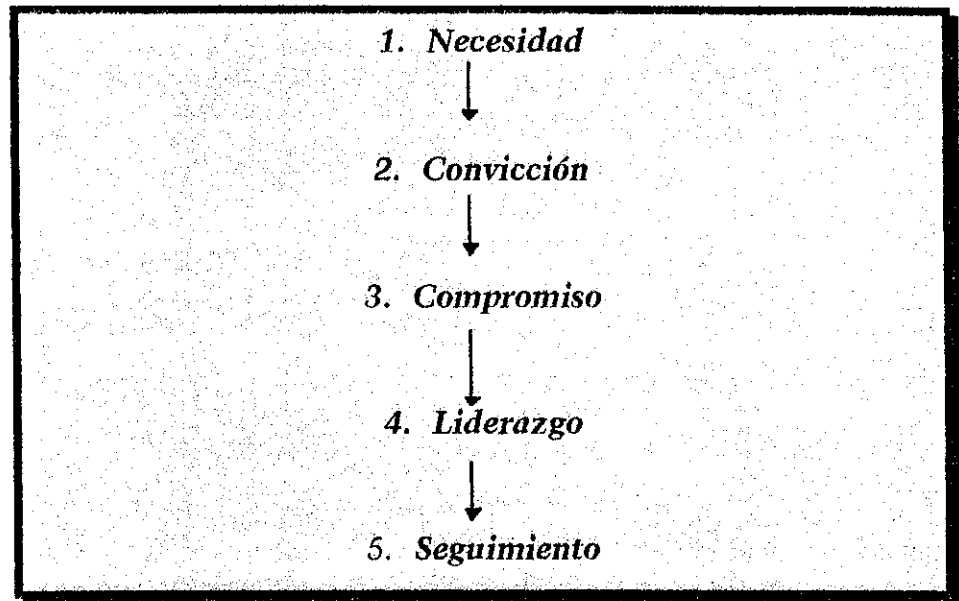 1. Necesidad
2. Convicción
3. Compromiso
4. Liderazgo
5. Seguimiento